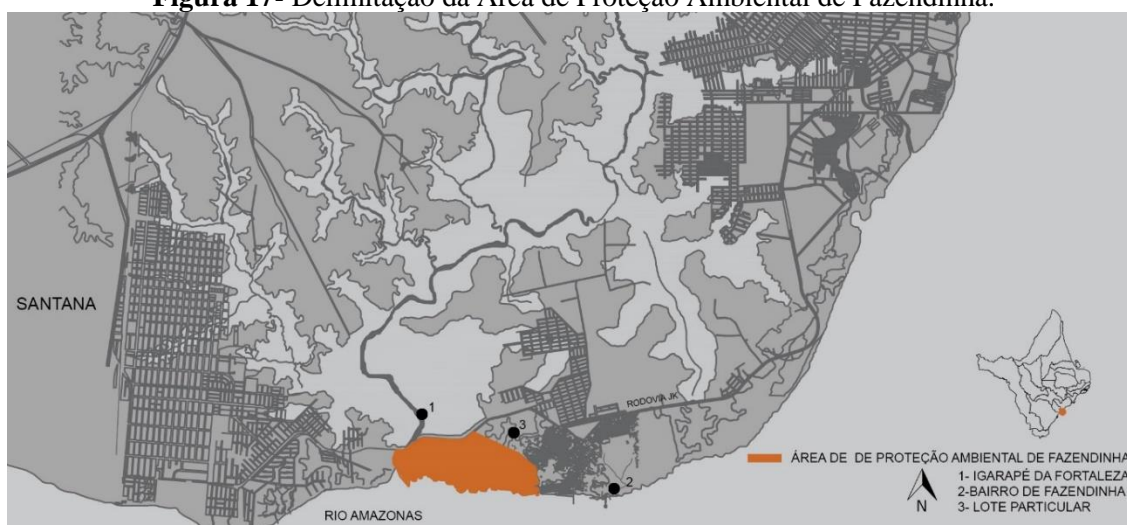 Figura 17- Delimitação da Área de Proteção Ambiental de Fazendinha.
SANTANA
1
3
RODOVIA JK
2
RIO AMAZONAS
ÁREA DE DE PROTEÇÃO AMBIENTAL DE FAZENDINHA
1- IGARAPÉ DA FORTALEZA
2-BAIRRO DE FAZENDINHA
3- LOTE PARTICULAR
N